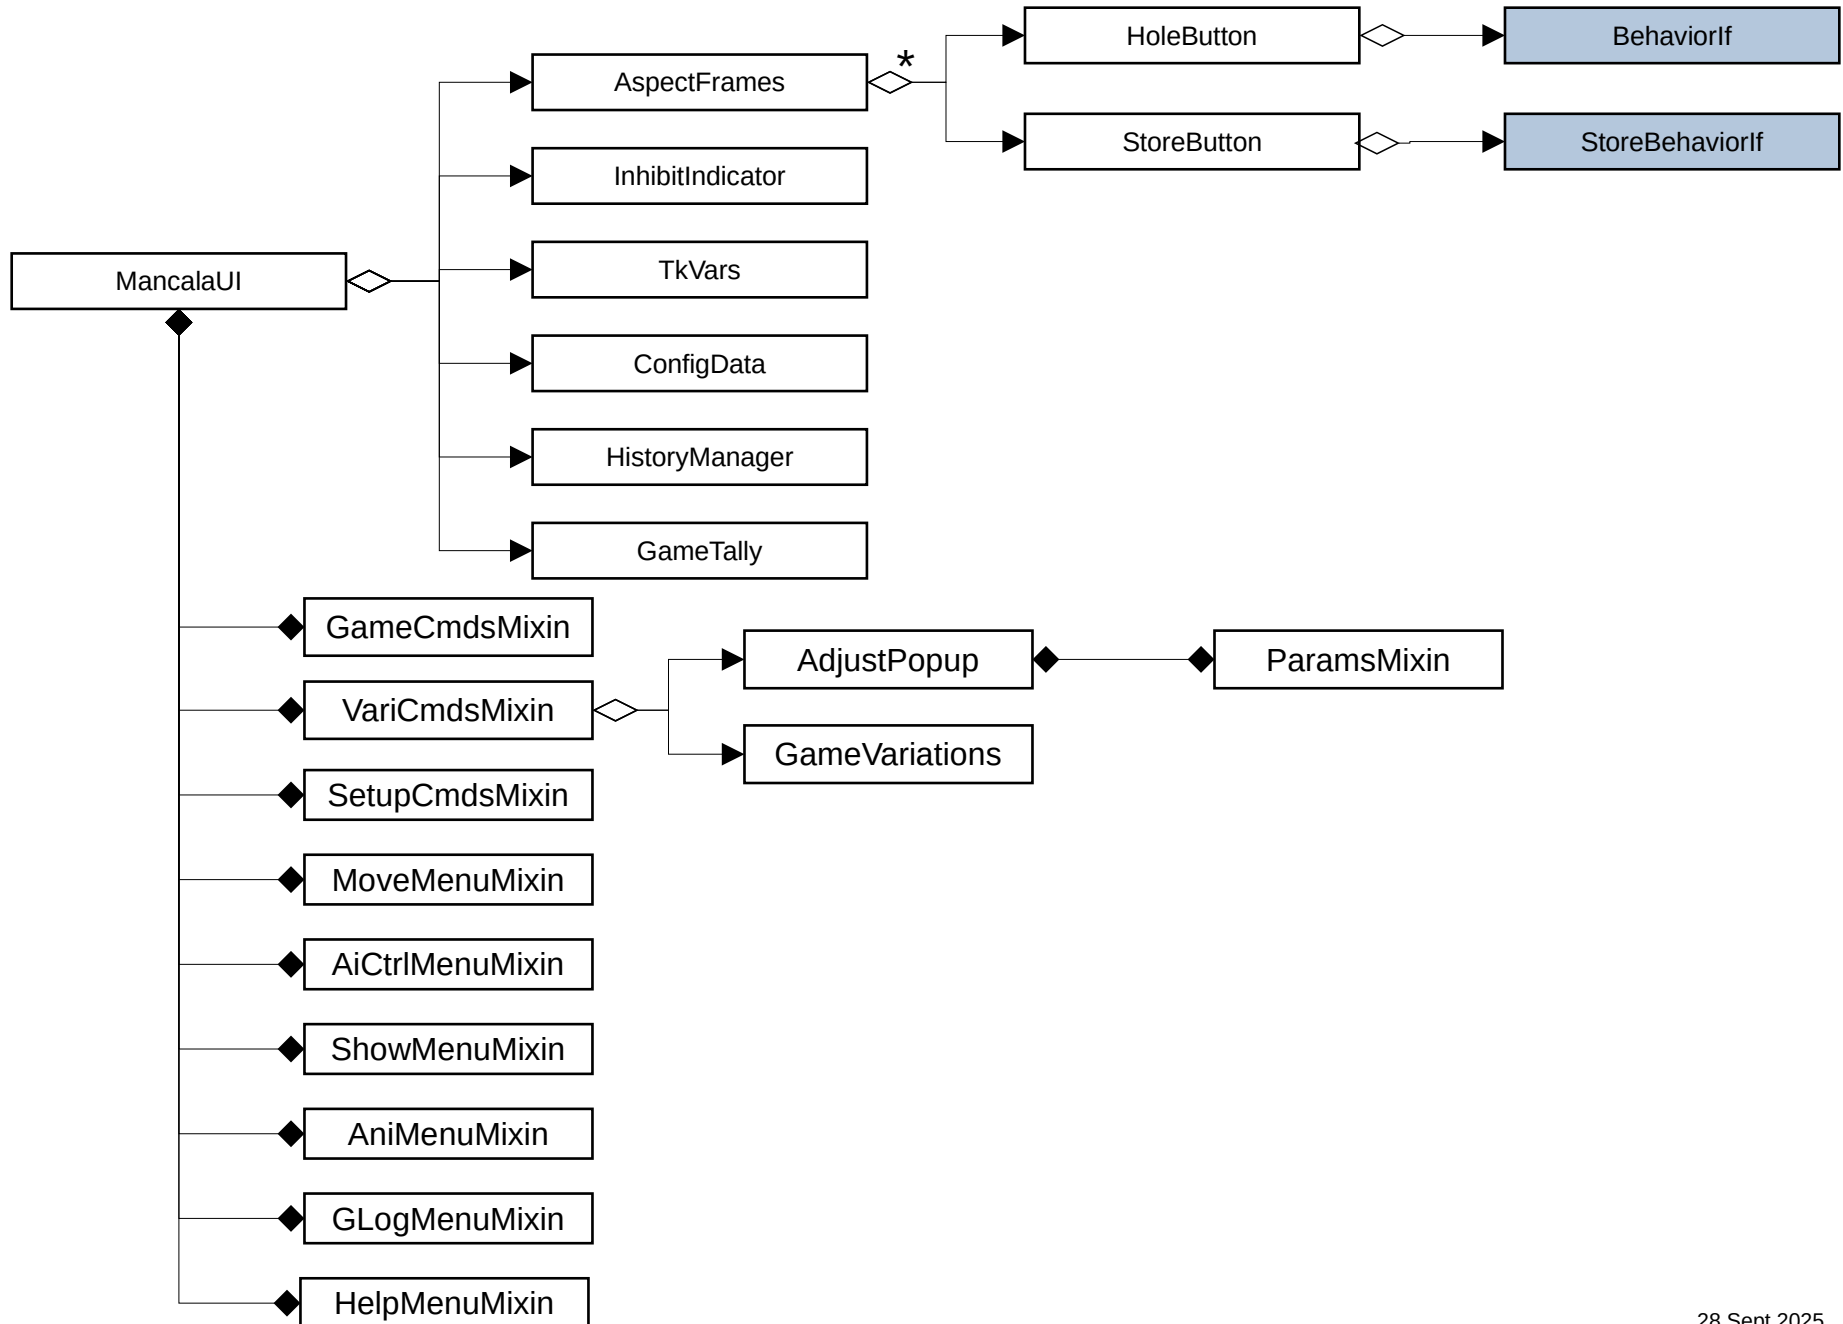 HoleButton
BehaviorIf
AspectFrames
*
StoreButton
StoreBehaviorIf
InhibitIndicator
TkVars
MancalaUI
ConfigData
HistoryManager
GameTally
GameCmdsMixin
AdjustPopup
ParamsMixin
VariCmdsMixin
GameVariations
SetupCmdsMixin
MoveMenuMixin
AiCtrlMenuMixin
ShowMenuMixin
AniMenuMixin
GLogMenuMixin
HelpMenuMixin
28 Sept 2025